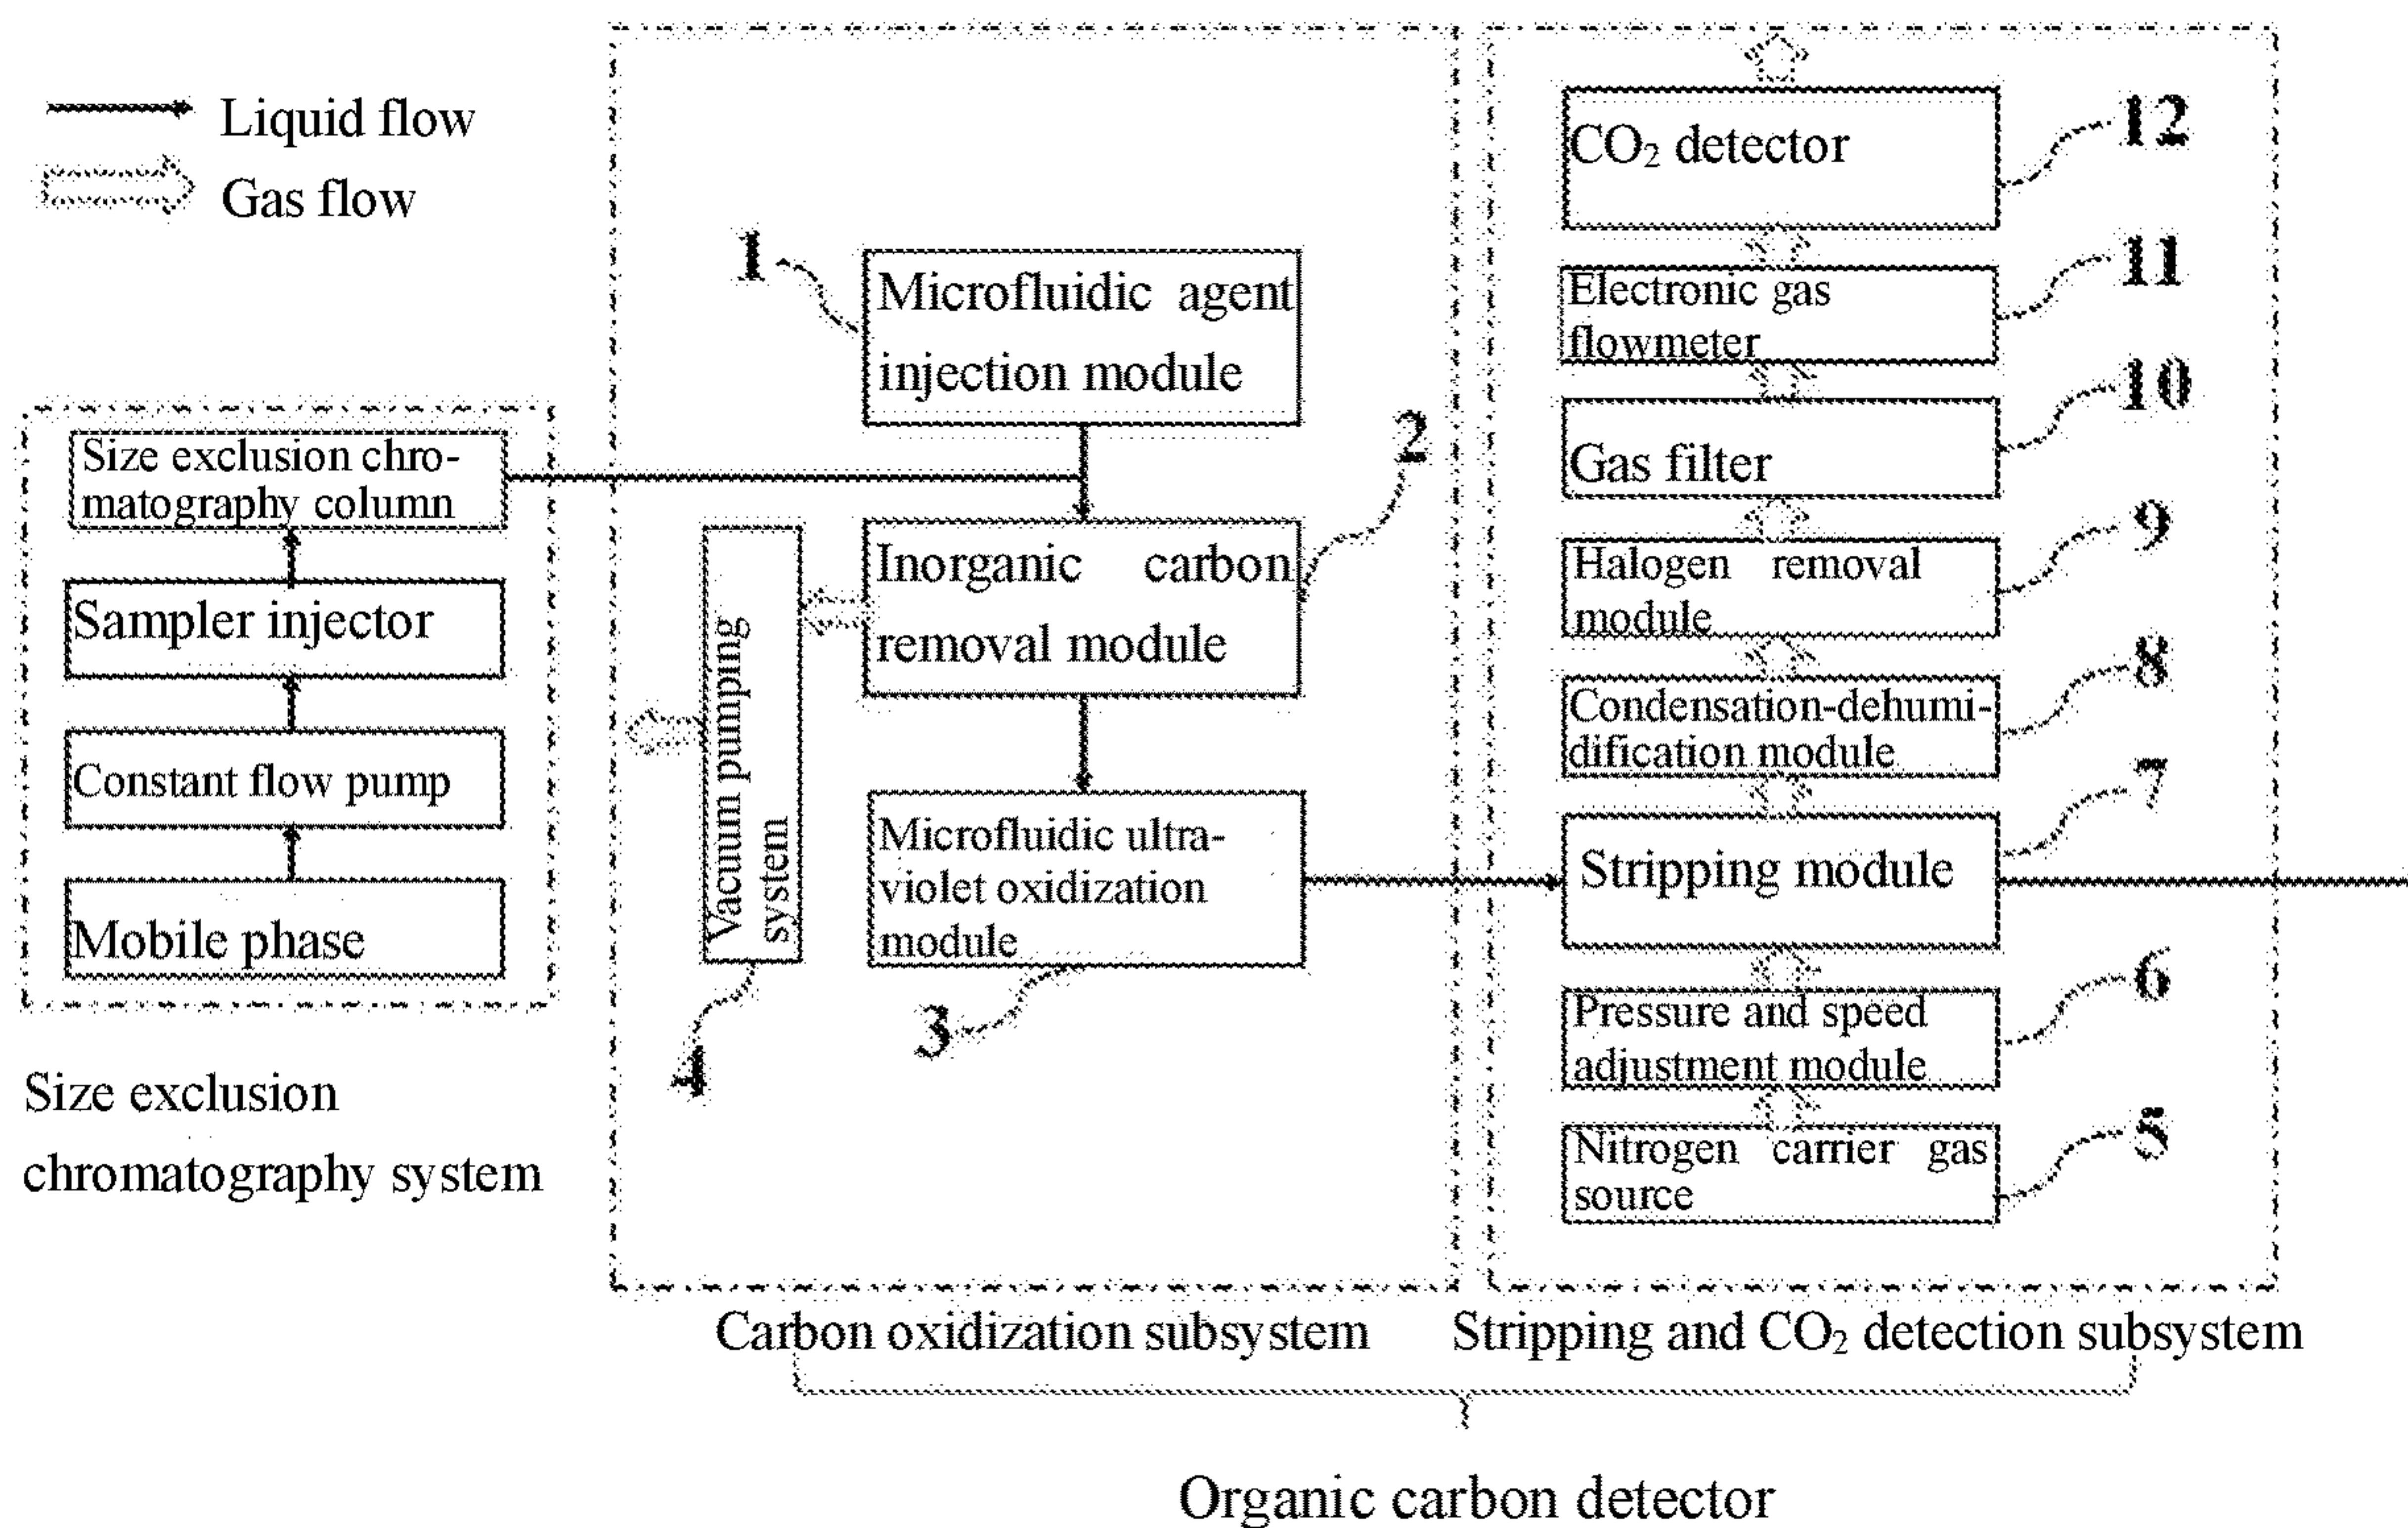 Liquid flow
Gas flow
Size exclusion chro-
matography column
Sampler injector
Constant flow pump
Mobile phase
Size exclusion
chromatography system
1
Microfluidic agent
injection module
2
Inorganic carbon
removal module
Vacuum pumping
system
Microfluidic ultra-
violet oxidization
module
3
4
Carbon oxidization subsystem
CO₂ detector
12
Electronic gas
flowmeter
11
Gas filter
10
Halogen removal
module
9
Condensation-dehumi-
dification module
8
Stripping module
7
Pressure and speed
adjustment module
6
Nitrogen carrier gas
source
5
Stripping and CO₂ detection subsystem
Organic carbon detector